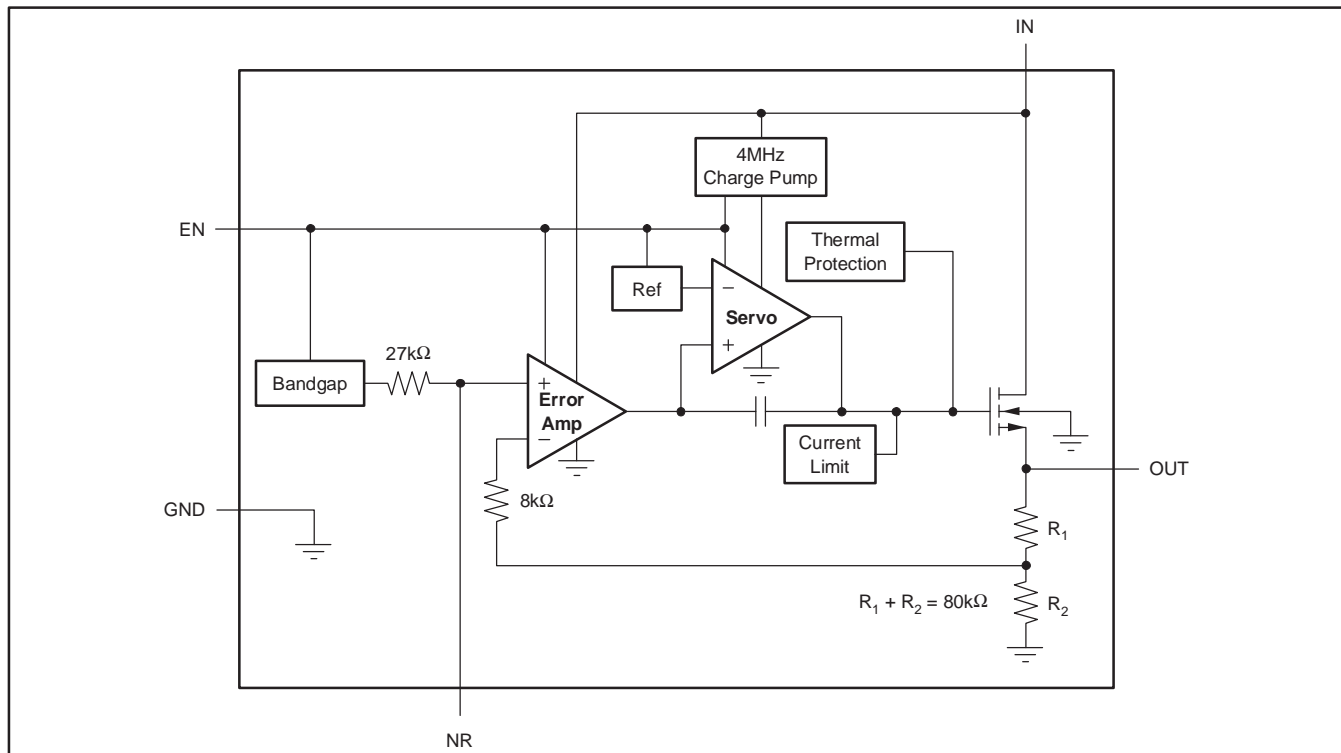 IN
4MHz
Charge Pump
EN
Thermal
Protection
Ref
−
Servo
+
27kΩ
Bandgap
+
Error
Amp
−
Current
Limit
OUT
8kΩ
GND
R1
R1 + R2 = 80kΩ
R2
NR